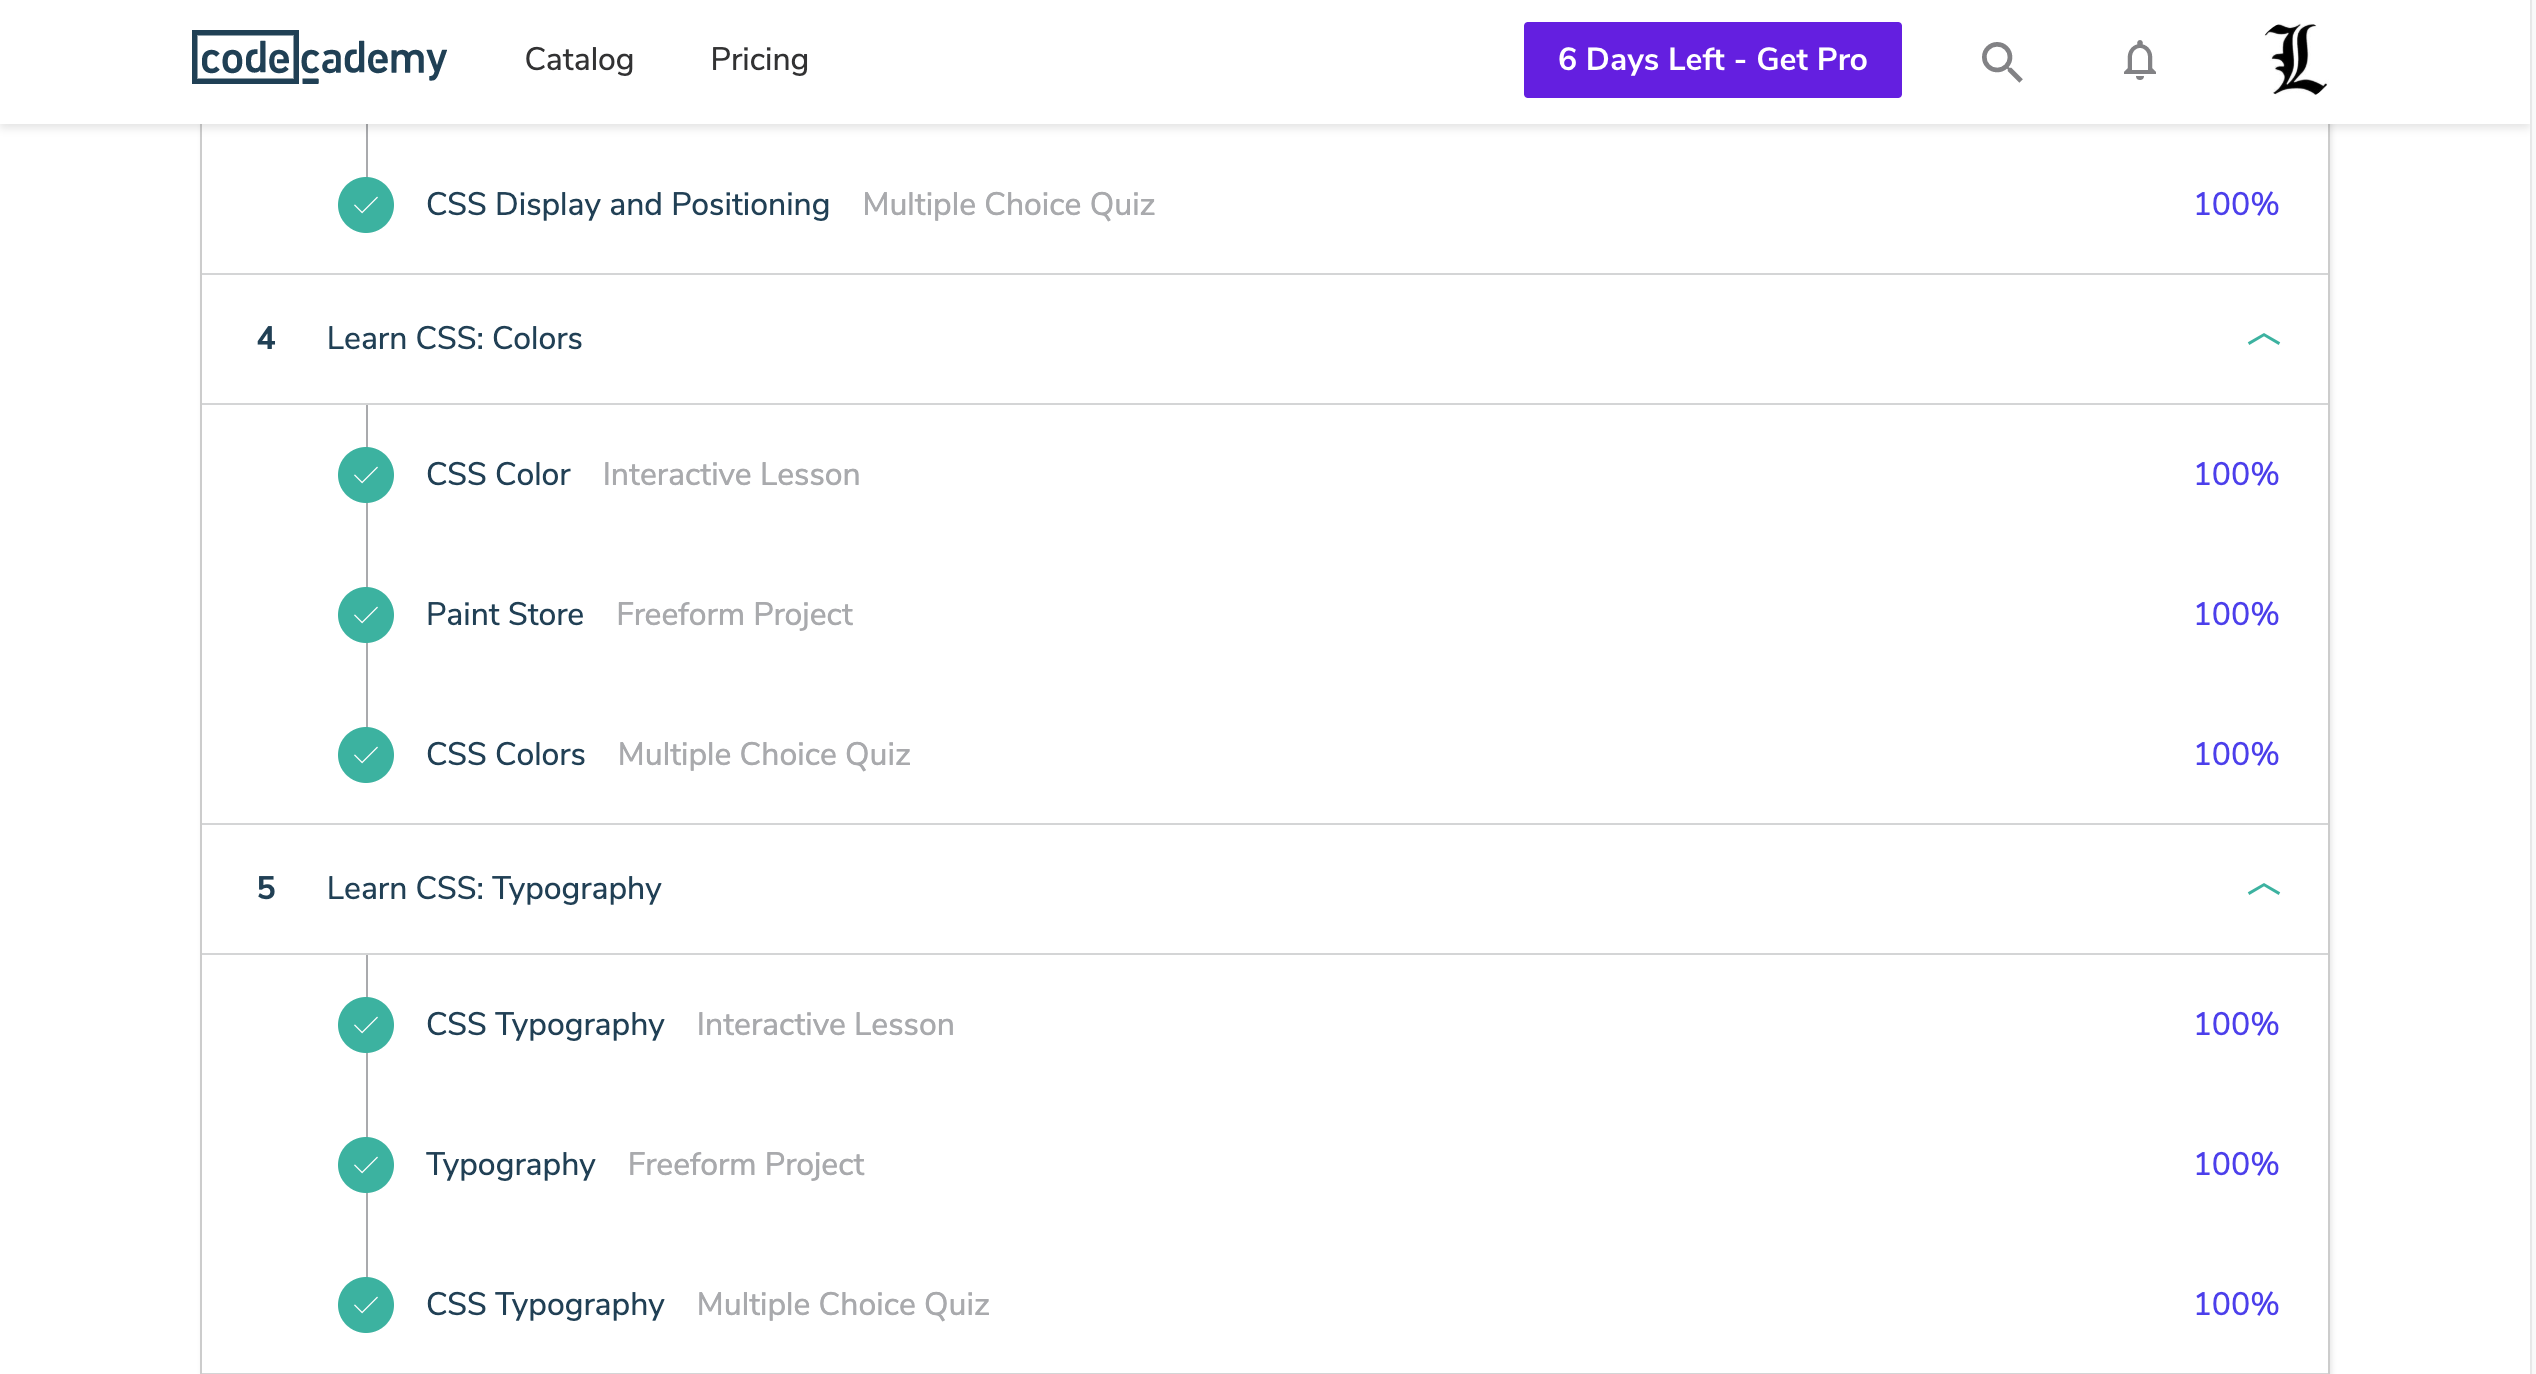 codecademy Catalog Pricing 6 Days Left - Get Pro L
CSS Display and Positioning Multiple Choice Quiz 100%
4 Learn CSS: Colors
CSS Color Interactive Lesson 100%
Paint Store Freeform Project 100%
CSS Colors Multiple Choice Quiz 100%
5 Learn CSS: Typography
CSS Typography Interactive Lesson 100%
Typography Freeform Project 100%
CSS Typography Multiple Choice Quiz 100%